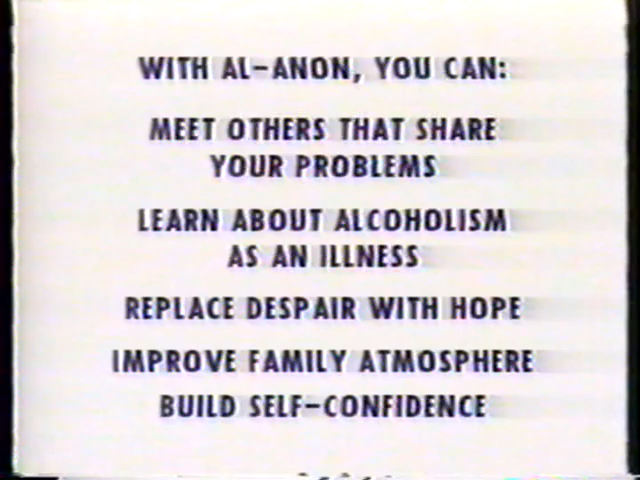 WITH AL-ANON, YOU CAN:
MEET OTHERS THAT SHARE
YOUR PROBLEMS
LEARN ABOUT ALCOHOLISM
AS AN ILLNESS
REPLACE DESPAIR WITH HOPE
IMPROVE FAMILY ATMOSPHERE
BUILD SELF-CONFIDENCE